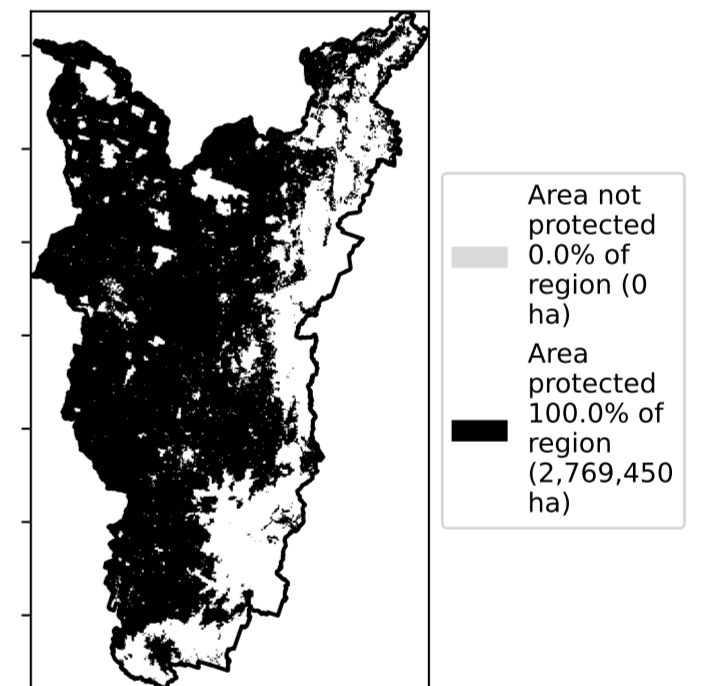 Area not
protected
0.0% of
region (0
ha)
Area
protected
100.0% of
region
(2,769,450
ha)